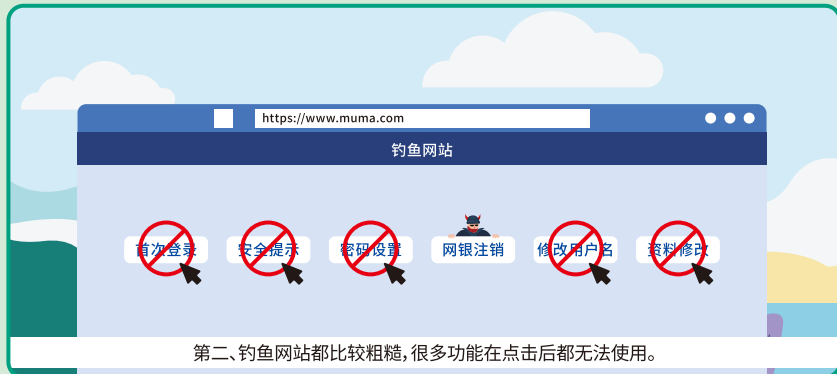 https://www.muma.com
钓鱼网站
首次登录 安全提示 密码设置 网银注销 修改用户名 资料修改
第二、钓鱼网站都比较粗糙，很多功能在点击后都无法使用。